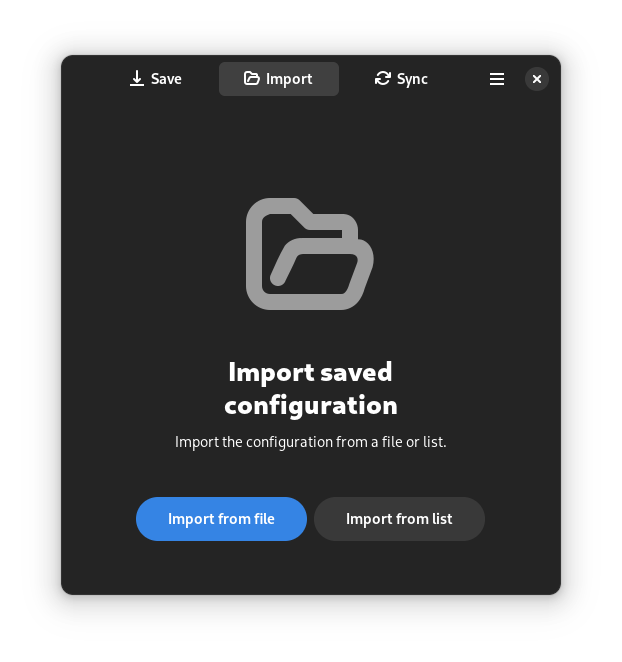 Save
Import
Sync
Import saved
configuration
Import the configuration from a file or list.
Import from file
Import from list